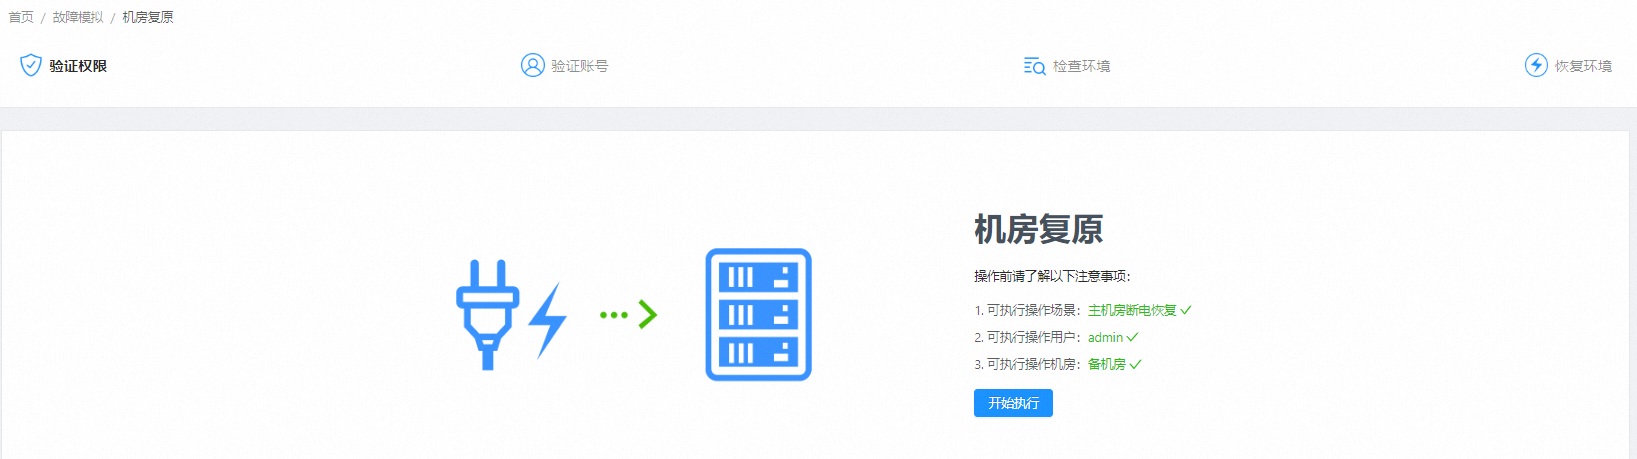 首页 / 故障模拟 / 机房复原
验证权限 验证账号 检查环境 恢复环境
机房复原
操作前请了解以下注意事项：
1. 可执行操作场景：主机房断电恢复
2. 可执行操作用户：admin
3. 可执行操作机房：备机房
开始执行